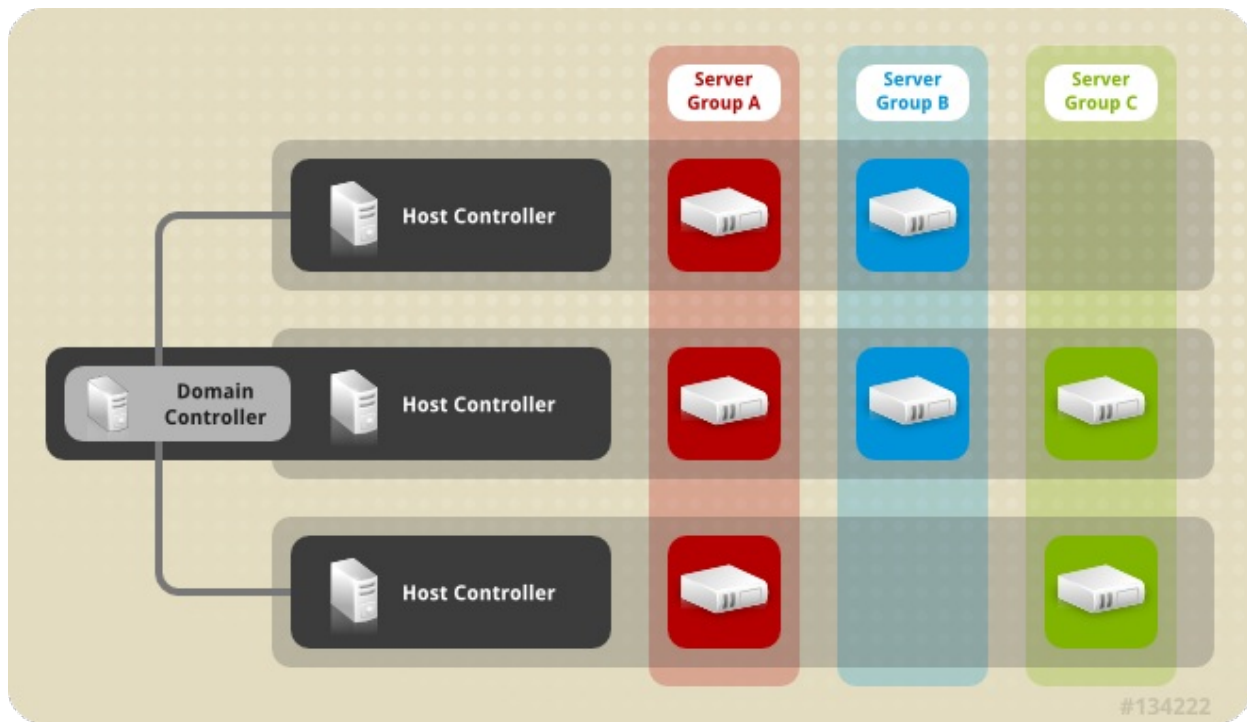 Server
Group A
Server
Group B
Server
Group C
Host Controller
Domain
Controller
Host Controller
Host Controller
#134222